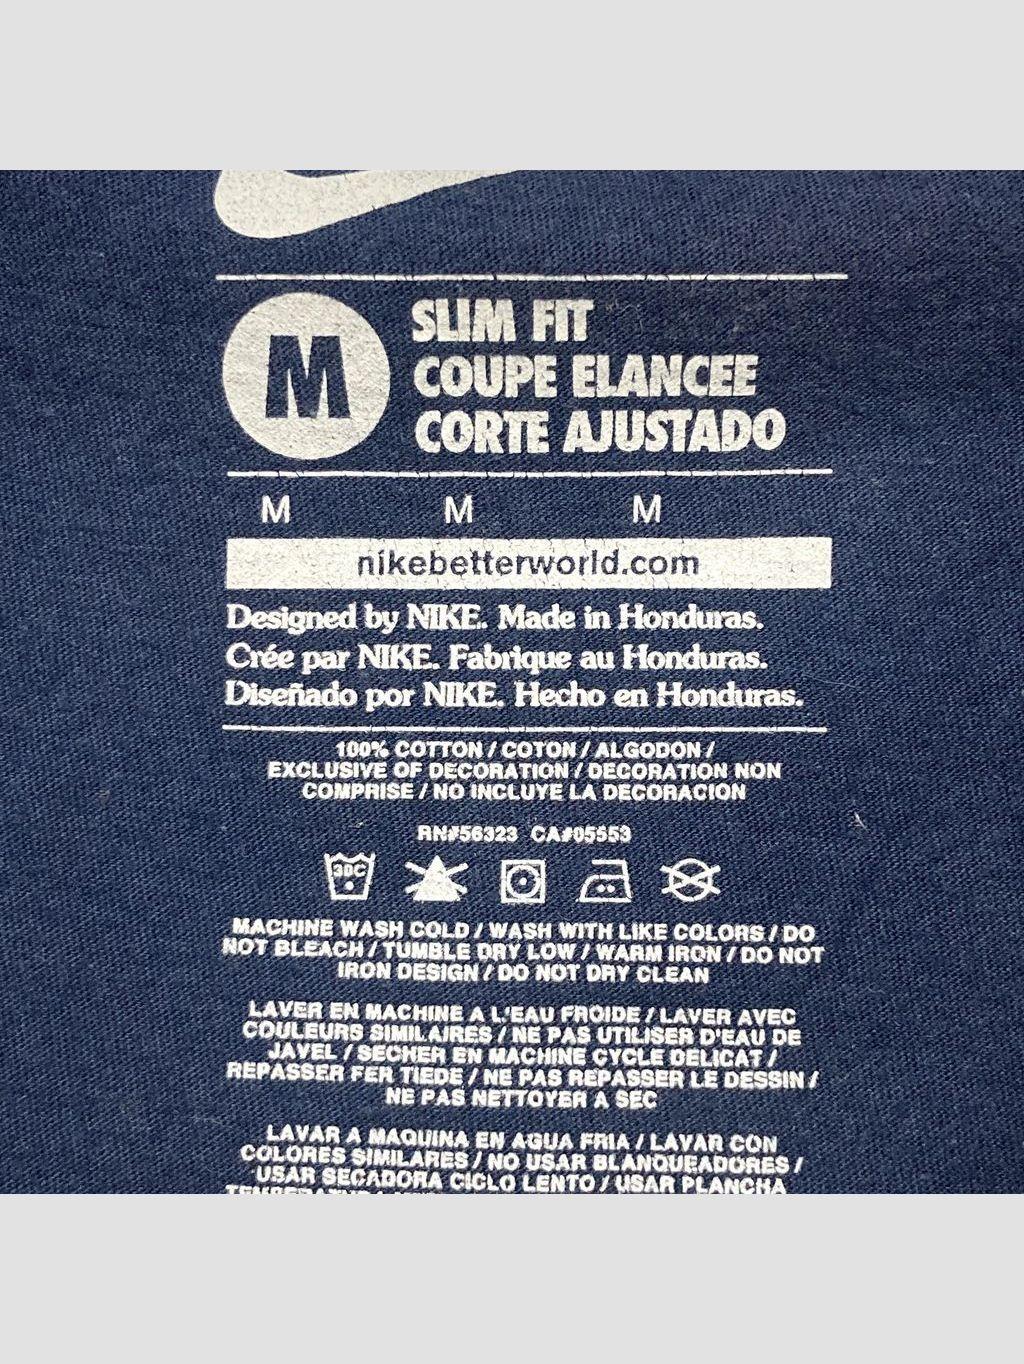 M
SLIM FIT
COUPE ELANCEE
CORTE AJUSTADO
M M M
nikebetterworld.com
Designed by NIKE. Made in Honduras.
Crée par NIKE. Fabrique au Honduras.
Diseñado por NIKE. Hecho en Honduras.
100% COTTON / COTON / ALGODON /
EXCLUSIVE OF DECORATION / DECORATION NON
COMPRISE / NO INCLUYE LA DECORACION
RN#56323 CA#05553
3DC
MACHINE WASH COLD / WASH WITH LIKE COLORS / DO
NOT BLEACH / TUMBLE DRY LOW / WARM IRON / DO NOT
IRON DESIGN / DO NOT DRY CLEAN
LAVER EN MACHINE A L'EAU FROIDE / LAVER AVEC
COULEURS SIMILAIRES / NE PAS UTILISER D'EAU DE
JAVEL / SECHER EN MACHINE CYCLE DELICAT /
REPASSER FER TIEDE / NE PAS REPASSER LE DESSIN /
NE PAS NETTOYER A SEC
LAVAR A MAQUINA EN AGUA FRIA / LAVAR CON
COLORES SIMILARES / NO USAR BLANQUEADORES /
USAR SECADORA CICLO LENTO / USAR PLANCHA